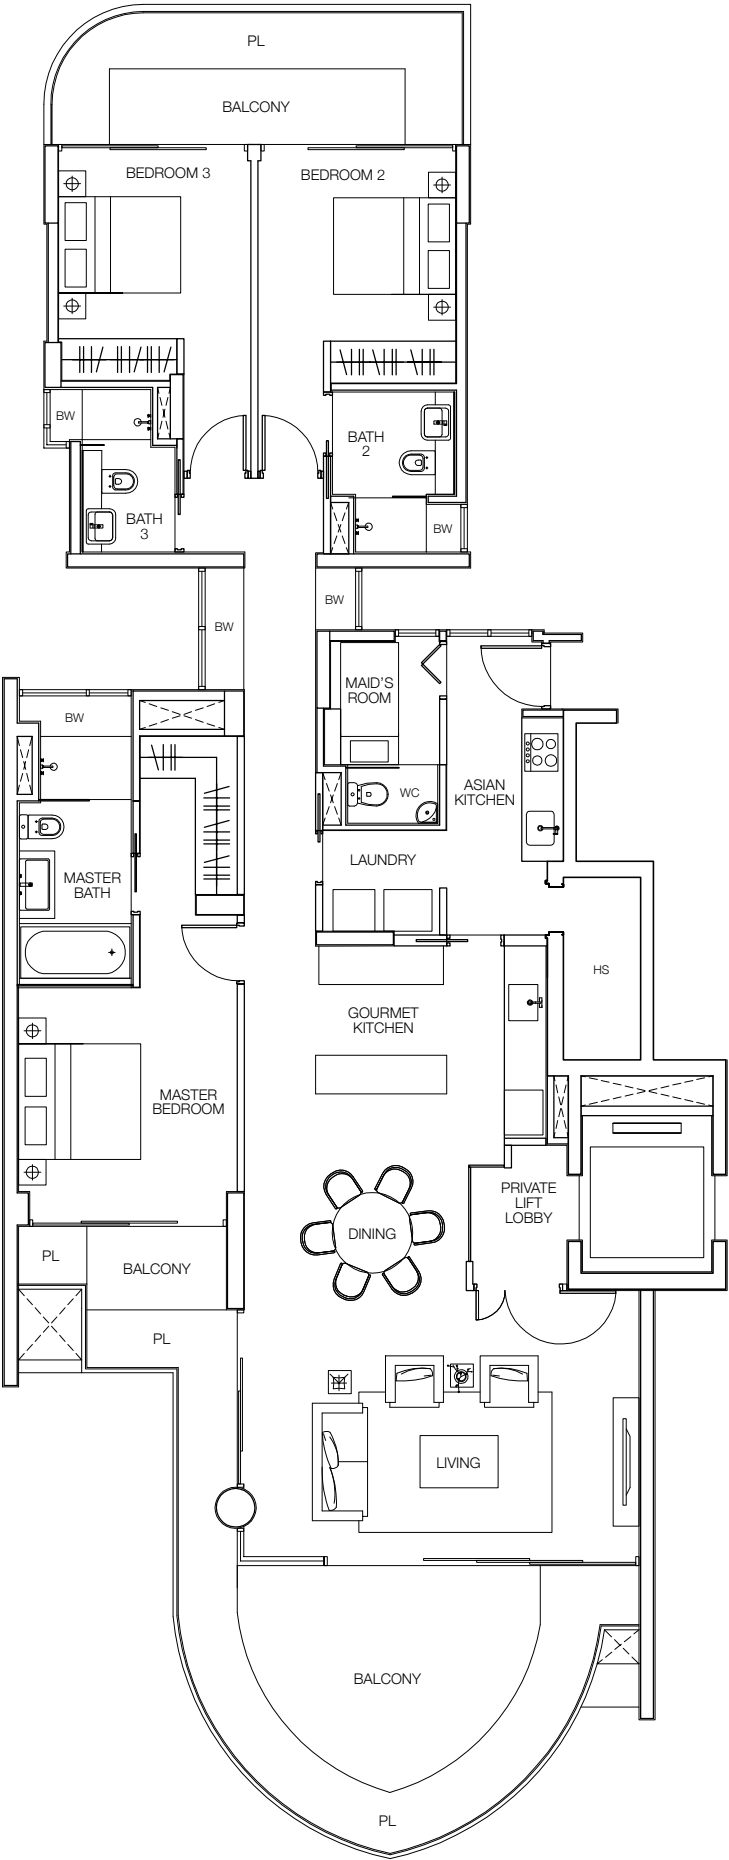 PL
BALCONY
BEDROOM 3
BEDROOM 2
BW
BATH
2
BATH
3
BW
BW
BW
MAID'S
ROOM
BW
ASIAN
KITCHEN
WC
LAUNDRY
MASTER
BATH
HS
GOURMET
KITCHEN
MASTER
BEDROOM
PRIVATE
LIFT
LOBBY
DINING
PL
BALCONY
PL
LIVING
BALCONY
PL